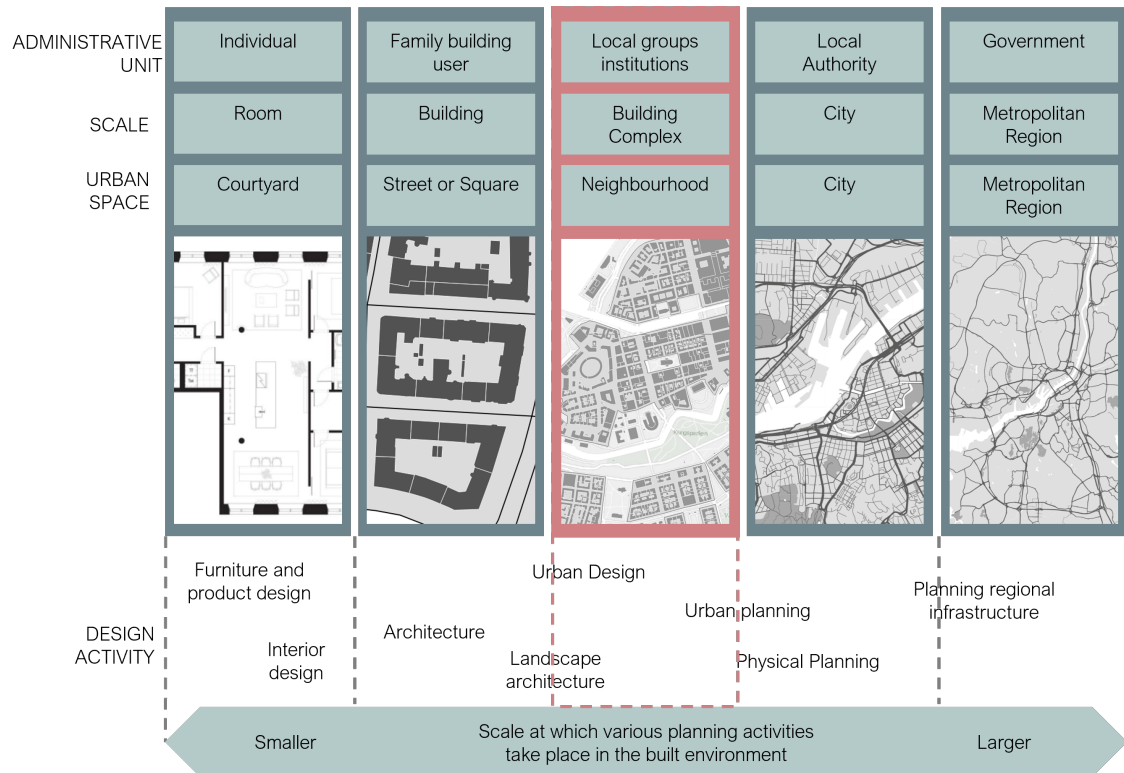 ADMINISTRATIVE
UNIT
Individual
Family building
user
Local groups
institutions
Local
Authority
Government
SCALE
Room
Building
Building
Complex
City
Metropolitan
Region
URBAN
SPACE
Courtyard
Street or Square
Neighbourhood
City
Metropolitan
Region
DESIGN
ACTIVITY
Furniture and
product design
Interior
design
Architecture
Urban Design
Landscape
architecture
Urban planning
Physical Planning
Planning regional
infrastructure
Smaller
Scale at which various planning activities
take place in the built environment
Larger